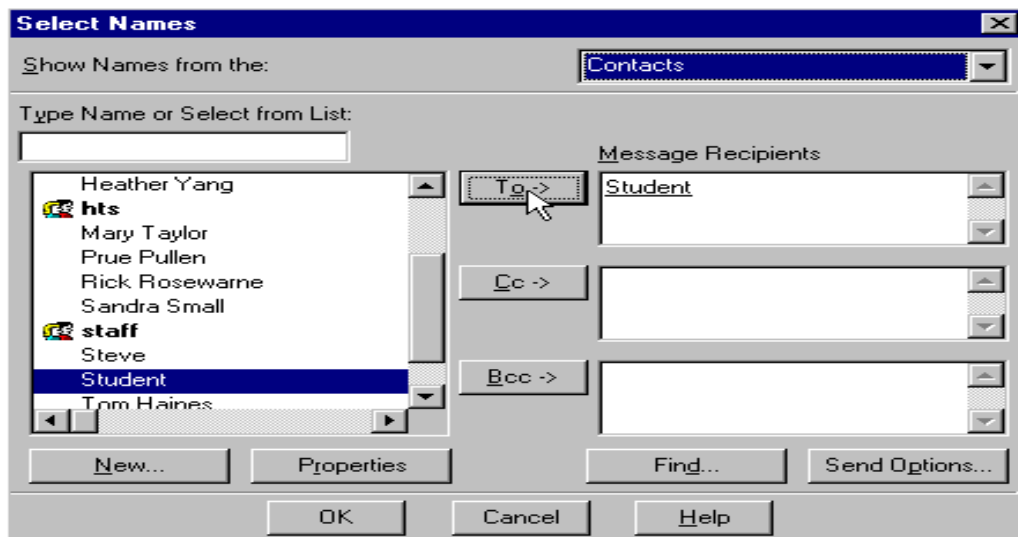 Select Names
Show Names from the:
Contacts
Type Name or Select from List:
Message Recipients
Heather Yang
hts
Mary Taylor
Prue Pullen
Rick Rosewarne
Sandra Small
staff
Steve
Student
Tom Haines
To ->
Student
Cc ->
Bcc ->
New...
Properties
Find...
Send Options...
OK
Cancel
Help